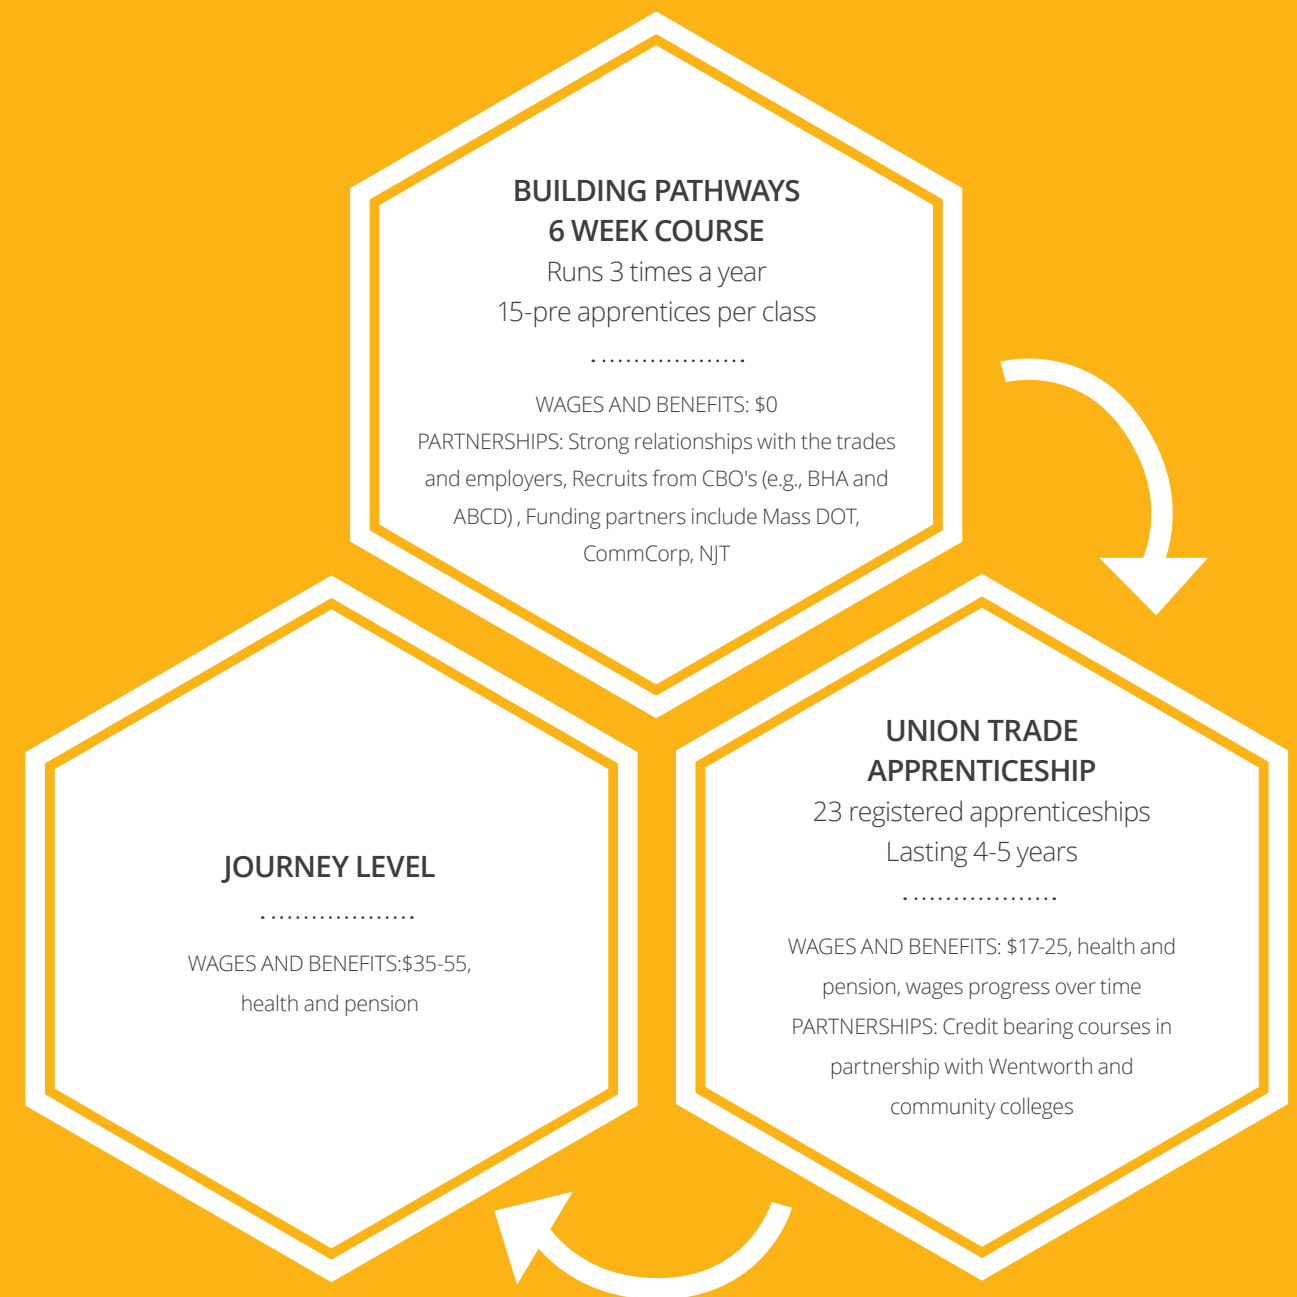 BUILDING PATHWAYS
6 WEEK COURSE
Runs 3 times a year
15-pre apprentices per class
WAGES AND BENEFITS: $0
PARTNERSHIPS: Strong relationships with the trades
and employers, Recruits from CBO's (e.g., BHA and
ABCD) , Funding partners include Mass DOT,
CommCorp, NJT
UNION TRADE
APPRENTICESHIP
23 registered apprenticeships
Lasting 4-5 years
WAGES AND BENEFITS: $17-25, health and
pension, wages progress over time
PARTNERSHIPS: Credit bearing courses in
partnership with Wentworth and
community colleges
JOURNEY LEVEL
WAGES AND BENEFITS:$35-55,
health and pension